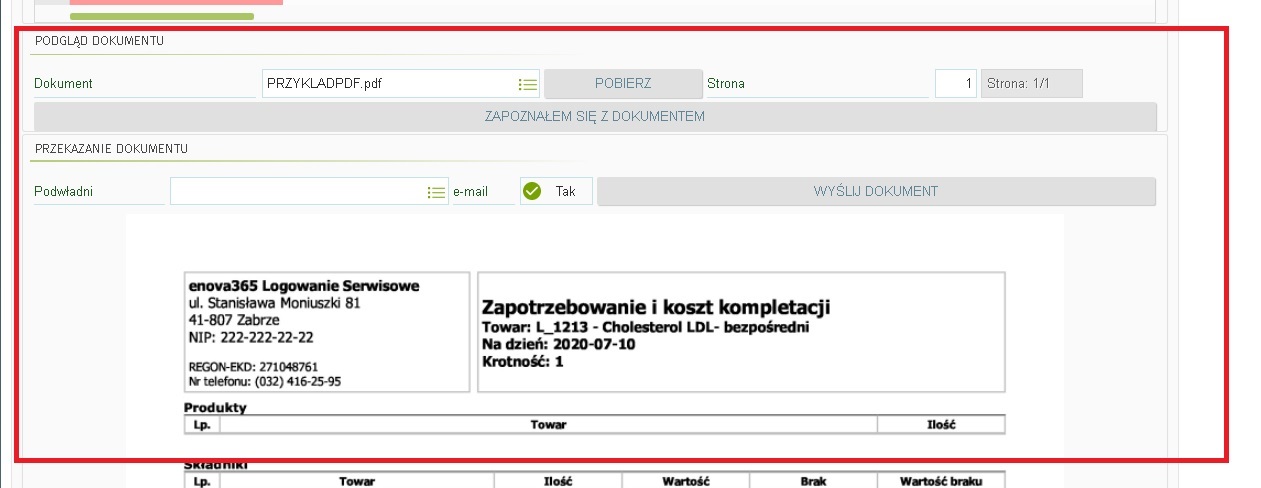 PODGLĄD DOKUMENTU
Dokument PRZYKLADPDF.pdf POBIERZ Strona 1 Strona: 1/1
ZAPOZNAŁEM SIĘ Z DOKUMENTEM
PRZEKAZANIE DOKUMENTU
Podwładni e-mail Tak WYŚLIJ DOKUMENT
enova365 Logowanie Serwisowe
ul. Stanisława Moniuszki 81
41-807 Zabrze
NIP: 222-222-22-22
REGON-EKD: 271048761
Nr telefonu: (032) 416-25-95
Zapotrzebowanie i koszt kompletacji
Towar: L_1213 - Cholesterol LDL- bezpośredni
Na dzień: 2020-07-10
Krotność: 1
Produkty
Lp. Towar Ilość
Składniki
Lp. Towar Ilość Wartość Brak Wartość braku